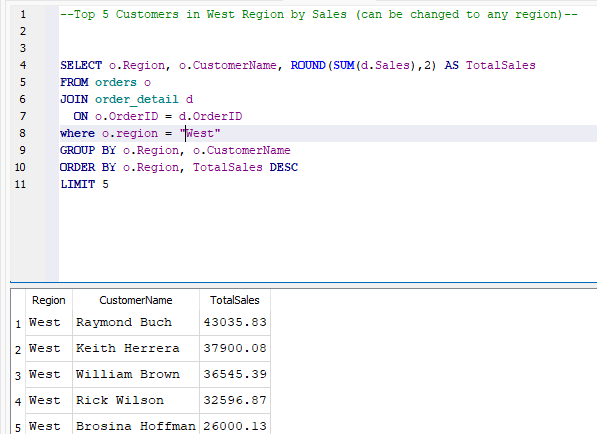 1 --Top 5 Customers in West Region by Sales (can be changed to any region)--
2
3
4 SELECT o.Region, o.CustomerName, ROUND(SUM(d.Sales),2) AS TotalSales
5 FROM orders o
6 JOIN order_detail d
7 ON o.OrderID = d.OrderID
8 where o.region = "West"
9 GROUP BY o.Region, o.CustomerName
10 ORDER BY o.Region, TotalSales DESC
11 LIMIT 5
Region CustomerName TotalSales
1 West Raymond Buch 43035.83
2 West Keith Herrera 37900.08
3 West William Brown 36545.39
4 West Rick Wilson 32596.87
5 West Brosina Hoffman 26000.13